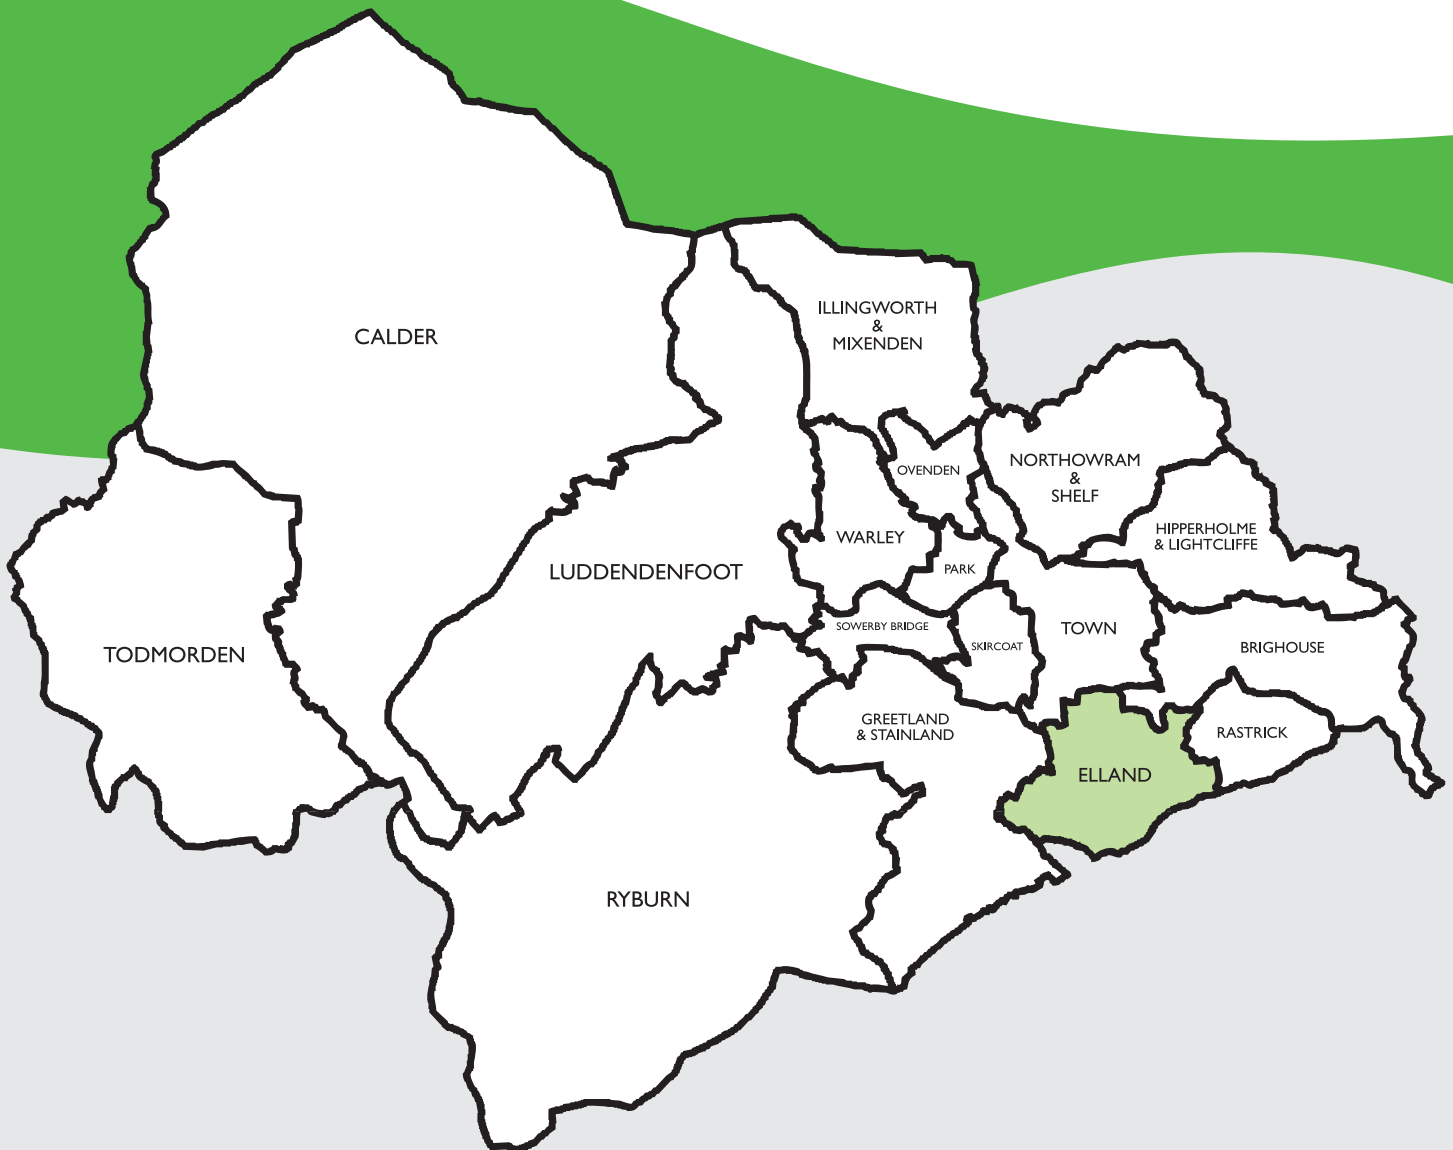 CALDER
ILLINGWORTH
&
MIXENDEN
OVENDEN
NORTHOWRAM
&
SHELF
HIPPERHOLME
& LIGHTCLIFFE
WARLEY
PARK
LUDDENDENFOOT
SOWERBY BRIDGE
SKIRCOAT
TOWN
BRIGHOUSE
TODMORDEN
GREETLAND
& STAINLAND
RASTRICK
ELLAND
RYBURN